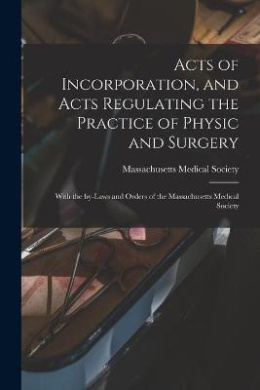 Acts of
Incorporation, and
Acts Regulating the
Practice of Physic
and Surgery
Massachusetts Medical Society
With the by-Laws and Orders of the Massachusetts Medical
Society